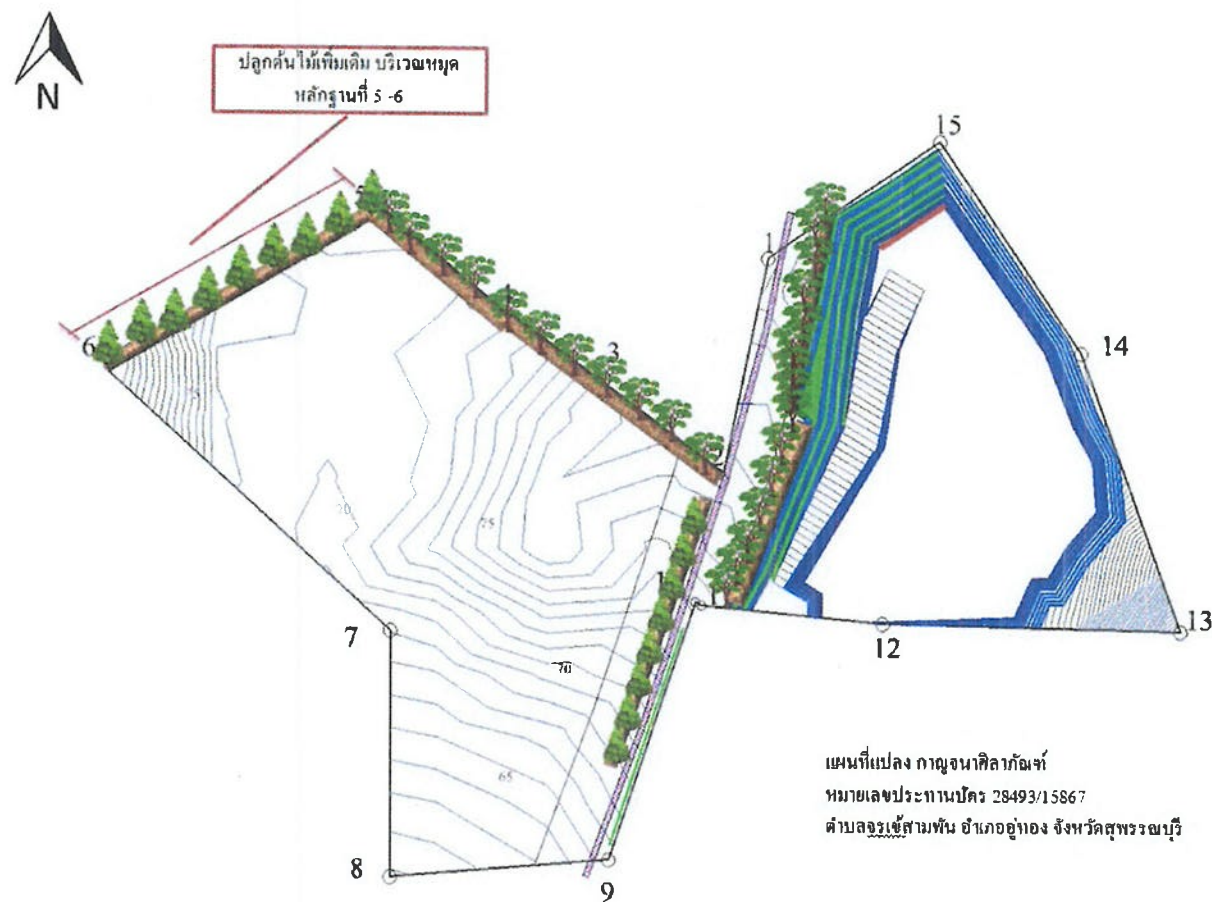 N
ปลูกต้นไม้เพิ่มเติม บริเวณหมุด
หลักฐานที่ 5 -6
15
1
14
6
3
2
75
70
7
1
12
13
70
65
8
9
แผนที่แปลง กาญจนาศิลาภัณฑ์
หมายเลขประทานบัตร 28493/15867
ตำบลจรเข้สามพัน อำเภออู่ทอง จังหวัดสุพรรณบุรี